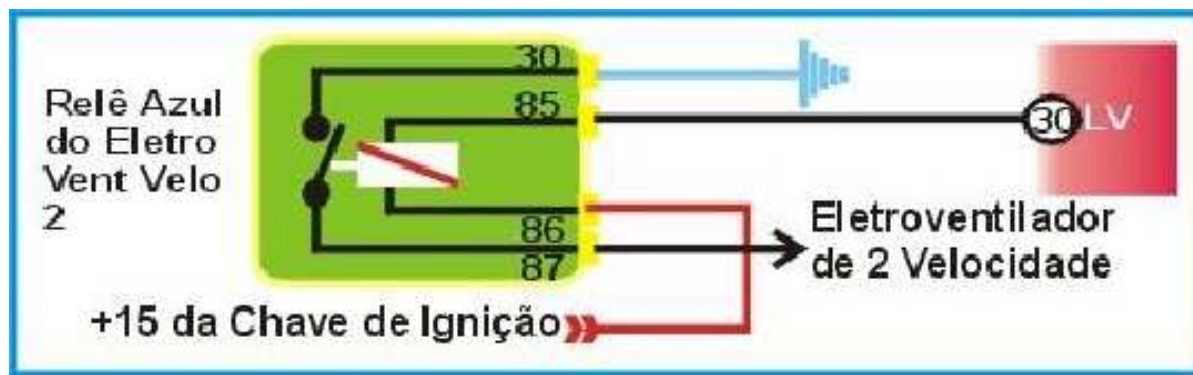 Relê Azul
do Eletro
Vent Velo
2
30
85
86
87
30 LV
Eletroventilador
de 2 Velocidade
+15 da Chave de Ignição